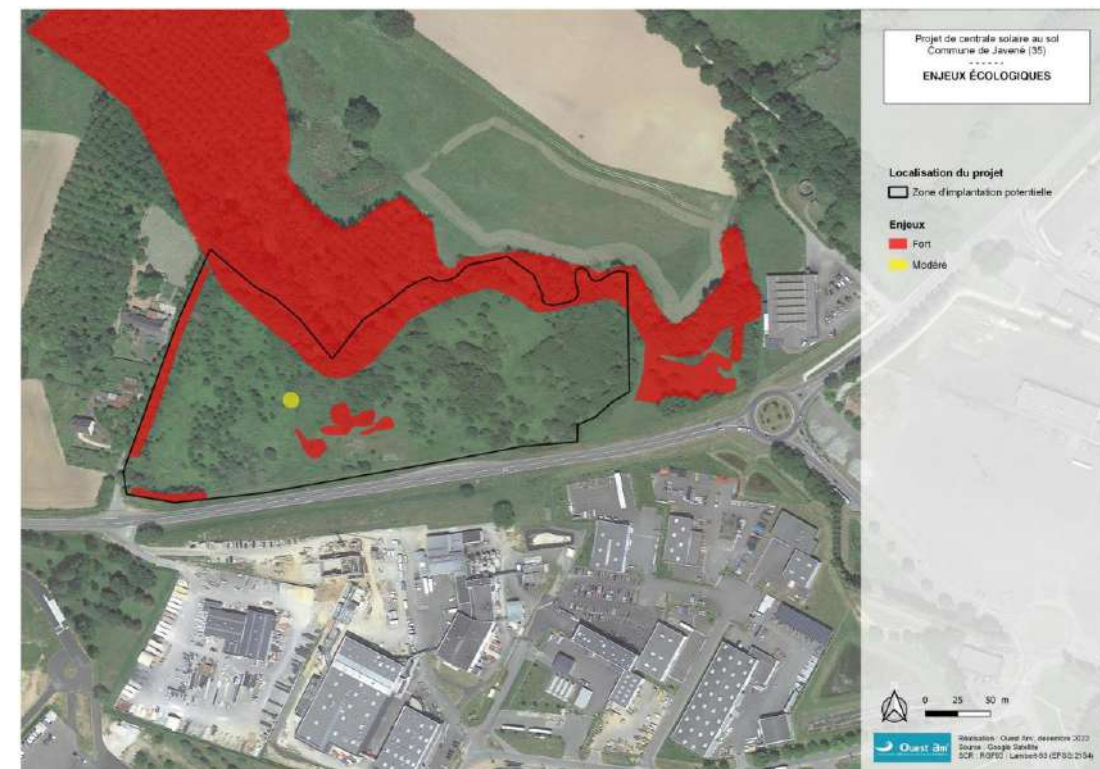 Projet de centrale solaire au sol
Commune de Javené (35)
- - - - - -
ENJEUX ÉCOLOGIQUES
Localisation du projet
Zone d'implantation potentielle
Enjeux
Fort
Modéré
0 25 50 m
Ouest Am'
Réalisation : Ouest Am', décembre 2022
Source : Google Satellite
SCR : RGF93 / Lambert-93 (EPSG:2154)